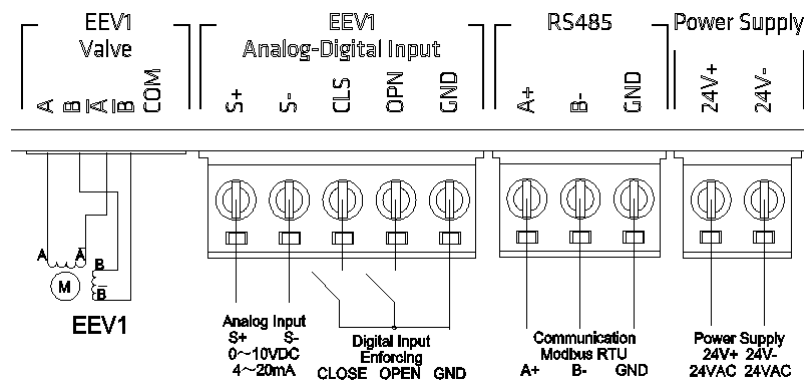 EEV1
Valve
EEV1
Analog-Digital Input
RS485
Power Supply
A B A̅ B̅ COM
S+ S- CLS OPN GND
A+ B- GND
24V+ 24V-
A A̅
M
B
B̅
EEV1
Analog Input
S+ S-
0~10VDC
4~20mA
Digital Input
Enforcing
CLOSE OPEN GND
Communication
Modbus RTU
A+ B- GND
Power Supply
24V+ 24V-
24VAC 24VAC